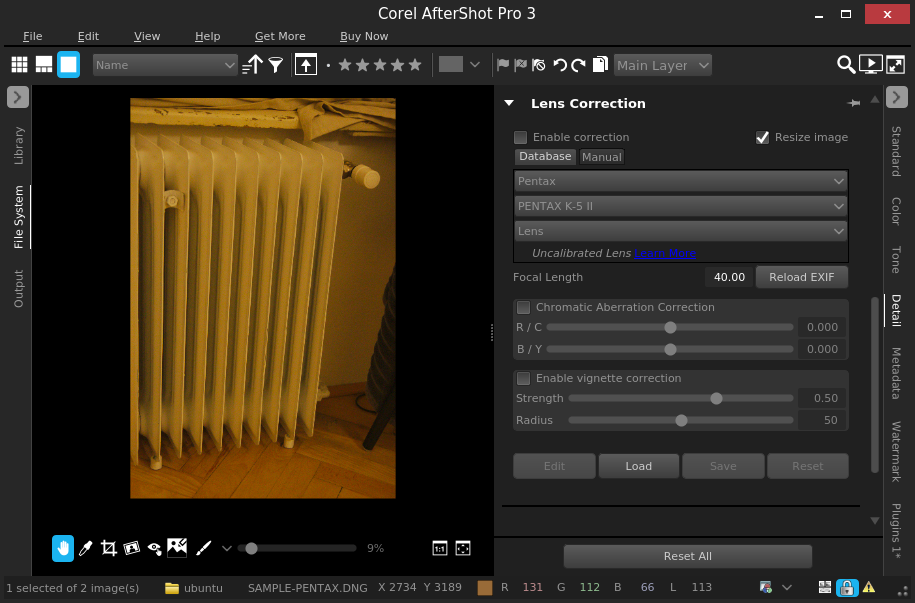 Corel AfterShot Pro 3
File Edit View Help Get More Buy Now
Name
Main Layer
Library
File System
Output
Lens Correction
Enable correction Resize image
Database Manual
Pentax
PENTAX K-5 II
Lens
Uncalibrated Lens Learn More
Focal Length 40.00 Reload EXIF
Chromatic Aberration Correction
R / C 0.000
B / Y 0.000
Enable vignette correction
Strength 0.50
Radius 50
Edit Load Save Reset
Standard
Color
Tone
Detail
Metadata
Watermark
Plugins 1*
1:1
9%
Reset All
1 selected of 2 image(s) ubuntu SAMPLE-PENTAX.DNG X 2734 Y 3189 R 131 G 112 B 66 L 113